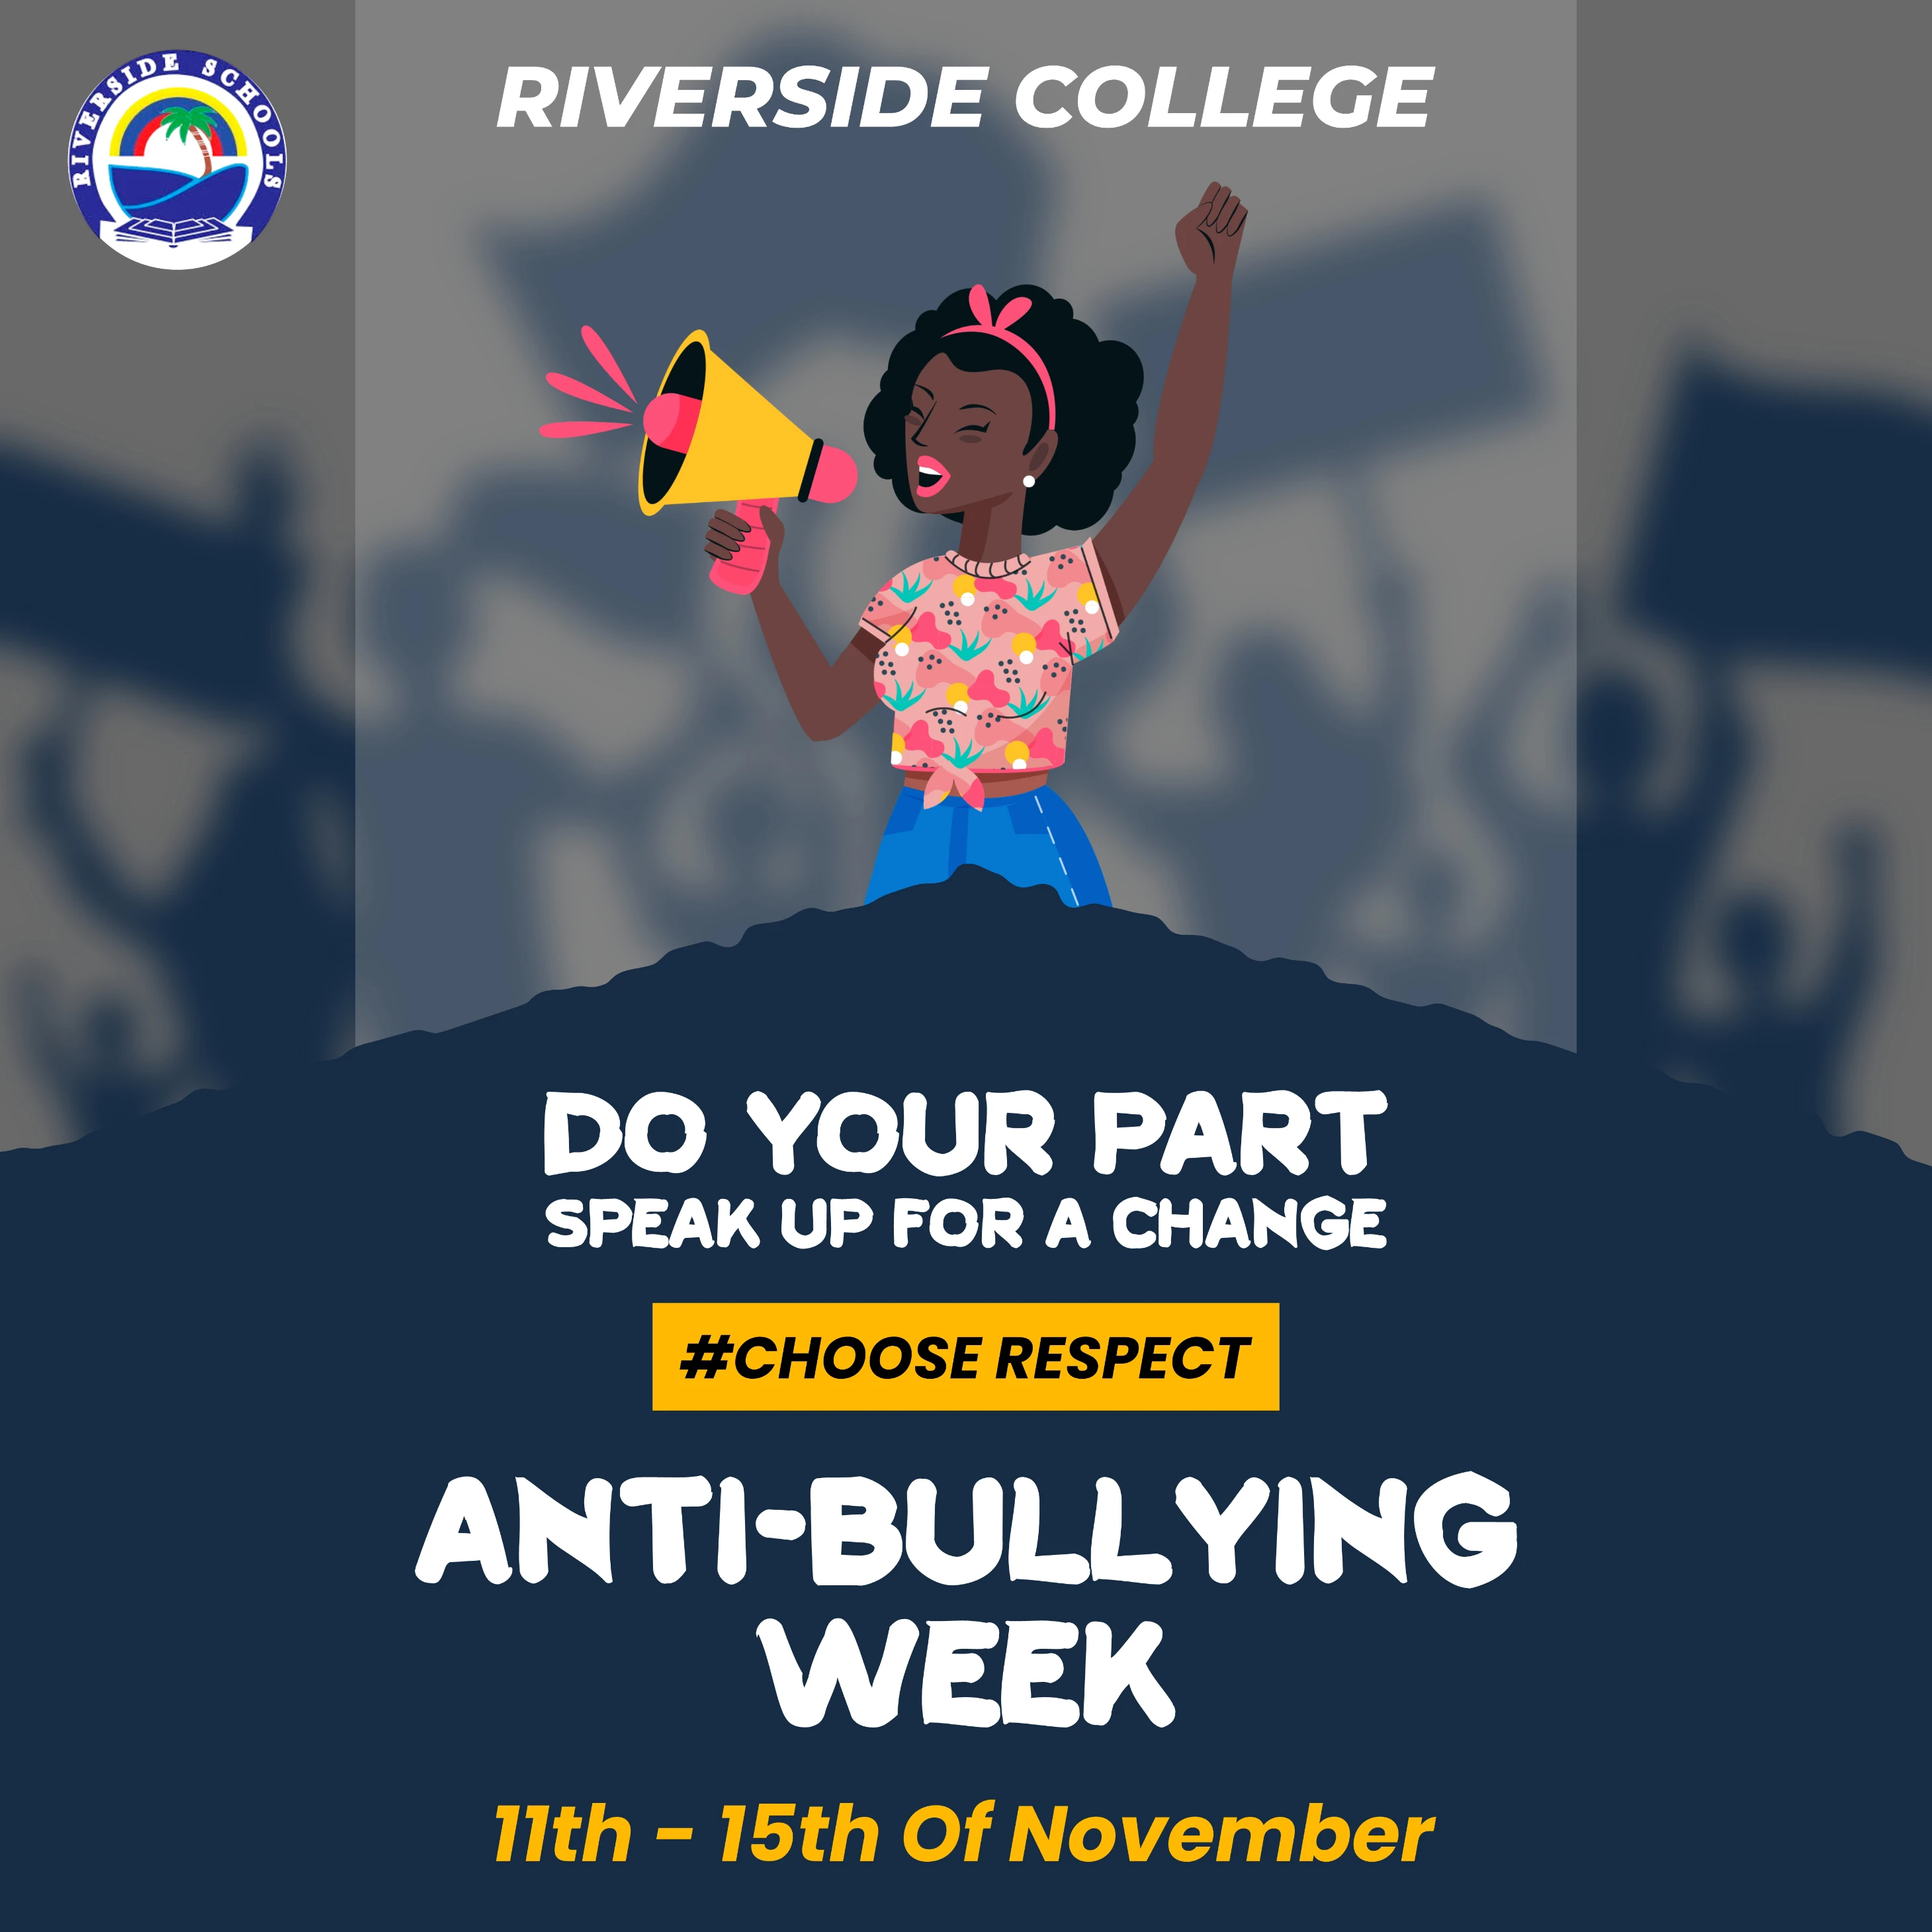 RIVERSIDE SCHOOLS
RIVERSIDE COLLEGE
DO YOUR PART
SPEAK UP FOR A CHANGE
#CHOOSE RESPECT
ANTI-BULLYING
WEEK
11th – 15th Of November